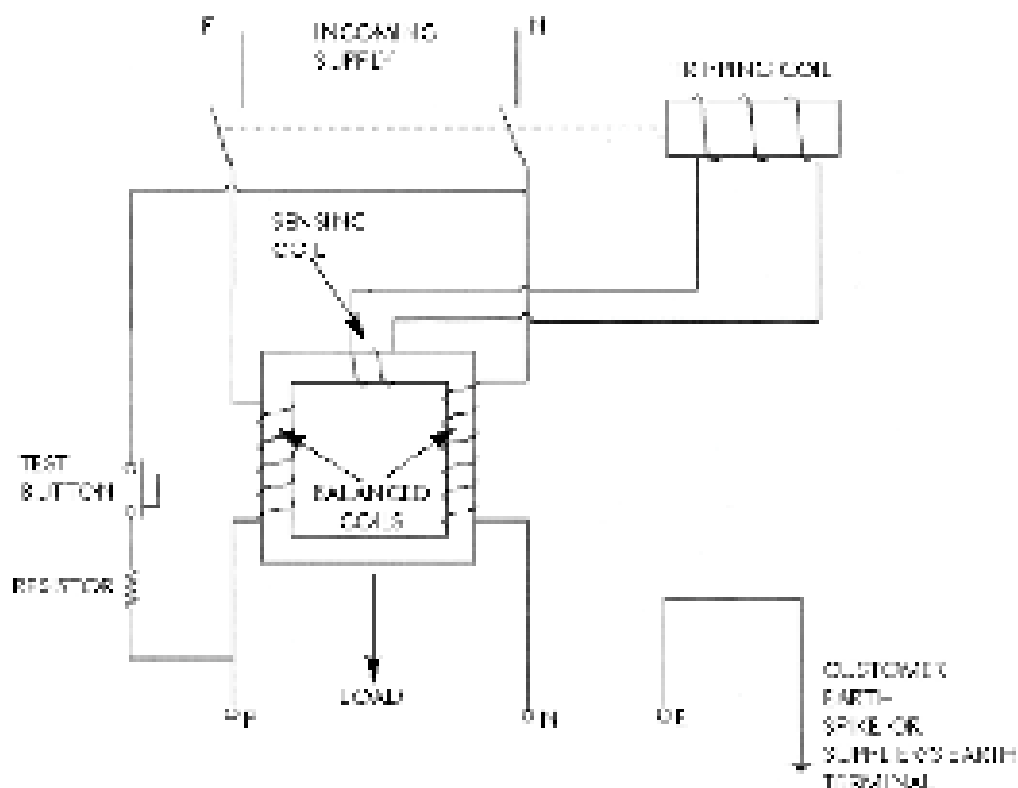 P
INCOMING
SUPPLY
N
TRIPPING COIL
SENSING
COIL
TEST
BUTTON
BALANCED
COILS
RESISTOR
LOAD
P
N
E
CUSTOMER
EARTH
SPIKE OR
SUPPLIERS EARTH
TERMINAL